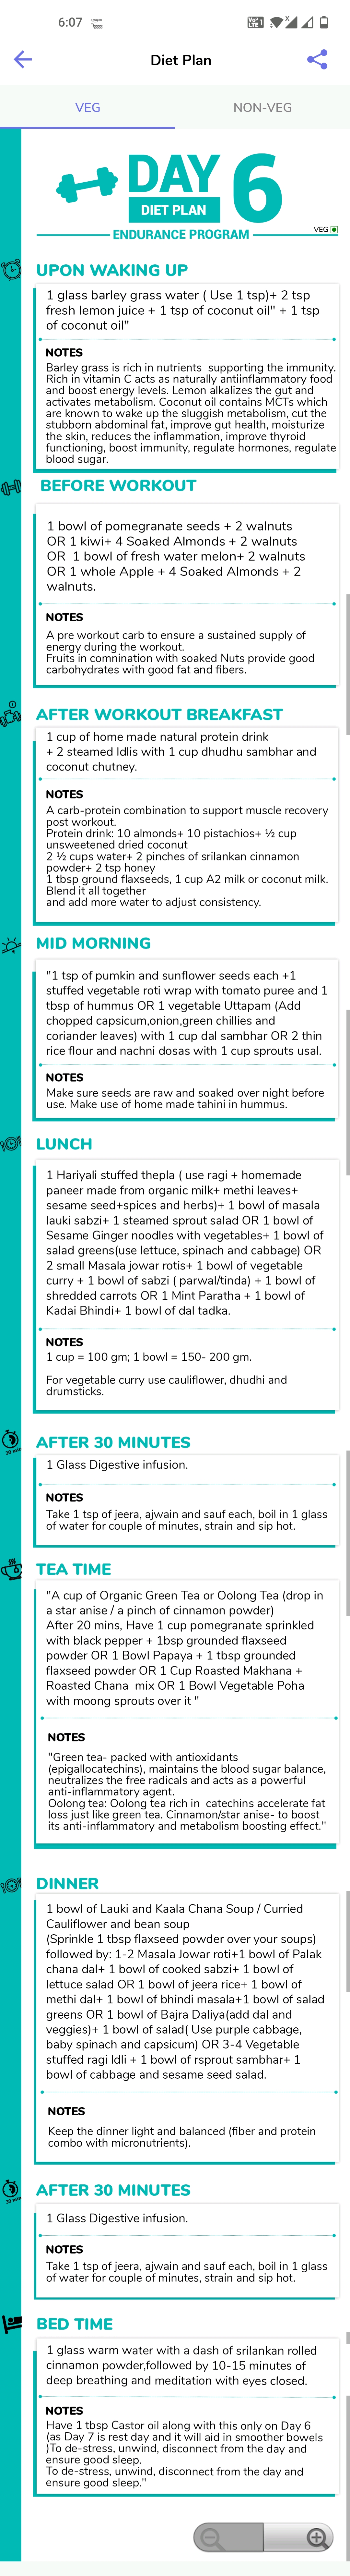 6:07
Diet Plan
VEG
NON-VEG
DAY 6
DIET PLAN
VEG
ENDURANCE PROGRAM
UPON WAKING UP
1 glass barley grass water ( Use 1 tsp)+ 2 tsp
fresh lemon juice + 1 tsp of coconut oil" + 1 tsp
of coconut oil"
NOTES
Barley grass is rich in nutrients supporting the immunity.
Rich in vitamin C acts as naturally antiinflammatory food
and boost energy levels. Lemon alkalizes the gut and
activates metabolism. Coconut oil contains MCTs which
are known to wake up the sluggish metabolism, cut the
stubborn abdominal fat, improve gut health, moisturize
the skin, reduces the inflammation, improve thyroid
functioning, boost immunity, regulate hormones, regulate
blood sugar.
BEFORE WORKOUT
1 bowl of pomegranate seeds + 2 walnuts
OR 1 kiwi+ 4 Soaked Almonds + 2 walnuts
OR 1 bowl of fresh water melon+ 2 walnuts
OR 1 whole Apple + 4 Soaked Almonds + 2
walnuts.
NOTES
A pre workout carb to ensure a sustained supply of
energy during the workout.
Fruits in comnination with soaked Nuts provide good
carbohydrates with good fat and fibers.
AFTER WORKOUT BREAKFAST
1 cup of home made natural protein drink
+ 2 steamed Idlis with 1 cup dhudhu sambhar and
coconut chutney.
NOTES
A carb-protein combination to support muscle recovery
post workout.
Protein drink: 10 almonds+ 10 pistachios+ ½ cup
unsweetened dried coconut
2 ½ cups water+ 2 pinches of srilankan cinnamon
powder+ 2 tsp honey
1 tbsp ground flaxseeds, 1 cup A2 milk or coconut milk.
Blend it all together
and add more water to adjust consistency.
MID MORNING
"1 tsp of pumkin and sunflower seeds each +1
stuffed vegetable roti wrap with tomato puree and 1
tbsp of hummus OR 1 vegetable Uttapam (Add
chopped capsicum,onion,green chillies and
coriander leaves) with 1 cup dal sambhar OR 2 thin
rice flour and nachni dosas with 1 cup sprouts usal.
NOTES
Make sure seeds are raw and soaked over night before
use. Make use of home made tahini in hummus.
LUNCH
1 Hariyali stuffed thepla ( use ragi + homemade
paneer made from organic milk+ methi leaves+
sesame seed+spices and herbs)+ 1 bowl of masala
lauki sabzi+ 1 steamed sprout salad OR 1 bowl of
Sesame Ginger noodles with vegetables+ 1 bowl of
salad greens(use lettuce, spinach and cabbage) OR
2 small Masala jowar rotis+ 1 bowl of vegetable
curry + 1 bowl of sabzi ( parwal/tinda) + 1 bowl of
shredded carrots OR 1 Mint Paratha + 1 bowl of
Kadai Bhindi+ 1 bowl of dal tadka.
NOTES
1 cup = 100 gm; 1 bowl = 150- 200 gm.
For vegetable curry use cauliflower, dhudhi and
drumsticks.
AFTER 30 MINUTES
1 Glass Digestive infusion.
NOTES
Take 1 tsp of jeera, ajwain and sauf each, boil in 1 glass
of water for couple of minutes, strain and sip hot.
TEA TIME
"A cup of Organic Green Tea or Oolong Tea (drop in
a star anise / a pinch of cinnamon powder)
After 20 mins, Have 1 cup pomegranate sprinkled
with black pepper + 1bsp grounded flaxseed
powder OR 1 Bowl Papaya + 1 tbsp grounded
flaxseed powder OR 1 Cup Roasted Makhana +
Roasted Chana mix OR 1 Bowl Vegetable Poha
with moong sprouts over it "
NOTES
"Green tea- packed with antioxidants
(epigallocatechins), maintains the blood sugar balance,
neutralizes the free radicals and acts as a powerful
anti-inflammatory agent.
Oolong tea: Oolong tea rich in catechins accelerate fat
loss just like green tea. Cinnamon/star anise- to boost
its anti-inflammatory and metabolism boosting effect."
DINNER
1 bowl of Lauki and Kaala Chana Soup / Curried
Cauliflower and bean soup
(Sprinkle 1 tbsp flaxseed powder over your soups)
followed by: 1-2 Masala Jowar roti+1 bowl of Palak
chana dal+ 1 bowl of cooked sabzi+ 1 bowl of
lettuce salad OR 1 bowl of jeera rice+ 1 bowl of
methi dal+ 1 bowl of bhindi masala+1 bowl of salad
greens OR 1 bowl of Bajra Daliya(add dal and
veggies)+ 1 bowl of salad( Use purple cabbage,
baby spinach and capsicum) OR 3-4 Vegetable
stuffed ragi Idli + 1 bowl of rsprout sambhar+ 1
bowl of cabbage and sesame seed salad.
NOTES
Keep the dinner light and balanced (fiber and protein
combo with micronutrients).
AFTER 30 MINUTES
1 Glass Digestive infusion.
NOTES
Take 1 tsp of jeera, ajwain and sauf each, boil in 1 glass
of water for couple of minutes, strain and sip hot.
BED TIME
1 glass warm water with a dash of srilankan rolled
cinnamon powder,followed by 10-15 minutes of
deep breathing and meditation with eyes closed.
NOTES
Have 1 tbsp Castor oil along with this only on Day 6
(as Day 7 is rest day and it will aid in smoother bowels
)To de-stress, unwind, disconnect from the day and
ensure good sleep.
To de-stress, unwind, disconnect from the day and
ensure good sleep."